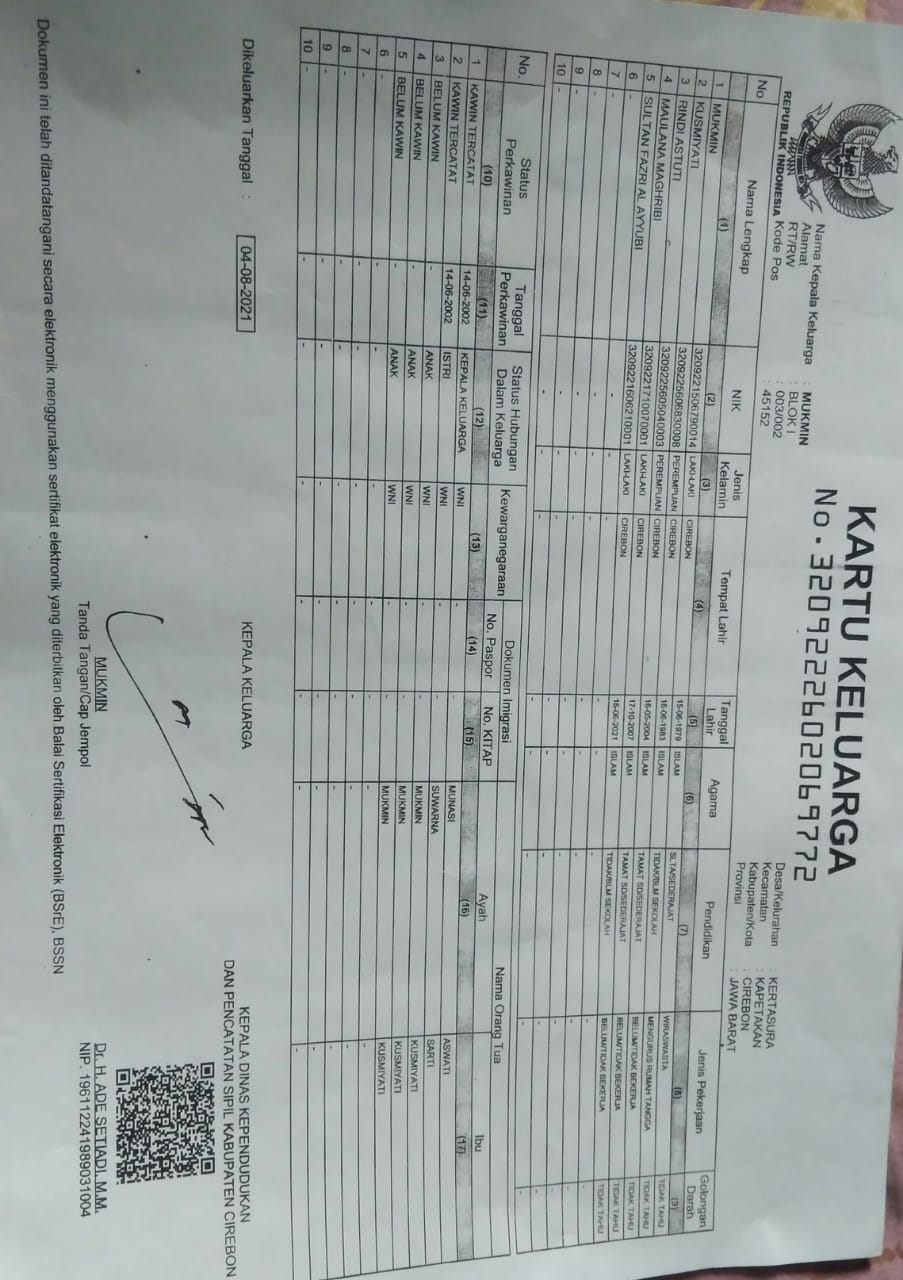 KARTU KELUARGA
No. 3209222602069772
REPUBLIK INDONESIA
Nama Kepala Keluarga : MUKMIN
Alamat : BLOK I
RT/RW : 003/002
Kode Pos : 45152
Desa/Kelurahan : KERTASURA
Kecamatan : KAPETAKAN
Kabupaten/Kota : CIREBON
Provinsi : JAWA BARAT
No Nama Lengkap NIK Jenis Kelamin Tempat Lahir Tanggal Lahir Agama Pendidikan Jenis Pekerjaan Golongan Darah
(1) (2) (3) (4) (5) (6) (7) (8) (9)
1 MUKMIN 3209221506790014 LAKI-LAKI CIREBON 15-06-1979 ISLAM SLTA/SEDERAJAT WIRASWASTA TIDAK TAHU
2 KUSMIYATI 3209225606830008 PEREMPUAN CIREBON 16-06-1983 ISLAM TIDAK/BLM SEKOLAH MENGURUS RUMAH TANGGA TIDAK TAHU
3 RINDI ASTUTI 3209225605040003 PEREMPUAN CIREBON 16-05-2004 ISLAM TAMAT SD/SEDERAJAT BELUM/TIDAK BEKERJA TIDAK TAHU
4 MAULANA MAGHRIBI 3209221710070001 LAKI-LAKI CIREBON 17-10-2007 ISLAM TAMAT SD/SEDERAJAT BELUM/TIDAK BEKERJA TIDAK TAHU
5 SULTAN FAZRI AL AYYUBI 3209221606210001 LAKI-LAKI CIREBON 16-06-2021 ISLAM TIDAK/BLM SEKOLAH BELUM/TIDAK BEKERJA TIDAK TAHU
6 - - - - - - - - -
7 - - - - - - - - -
8 - - - - - - - - -
9 - - - - - - - - -
10 - - - - - - - - -
No. Status Perkawinan Tanggal Perkawinan Status Hubungan Dalam Keluarga Kewarganegaraan Dokumen Imigrasi No. Paspor No. KITAP Nama Orang Tua Ayah Ibu
(10) (11) (12) (13) (14) (15) (16) (17)
1 KAWIN TERCATAT 14-06-2002 KEPALA KELUARGA WNI - - MUNASI ASWATI
2 KAWIN TERCATAT 14-06-2002 ISTRI WNI - - SUWARNA SARTI
3 BELUM KAWIN - ANAK WNI - - MUKMIN KUSMIYATI
4 BELUM KAWIN - ANAK WNI - - MUKMIN KUSMIYATI
5 BELUM KAWIN - ANAK WNI - - MUKMIN KUSMIYATI
6 - - - - - - - -
7 - - - - - - - -
8 - - - - - - - -
9 - - - - - - - -
10 - - - - - - - -
Dikeluarkan Tanggal : 04-08-2021
KEPALA KELUARGA
MUKMIN
Tanda Tangan/Cap Jempol
KEPALA DINAS KEPENDUDUKAN
DAN PENCATATAN SIPIL KABUPATEN CIREBON
Dr. H. ADE SETIADI, M.M.
NIP. 196112241989031004
Dokumen ini telah ditandatangani secara elektronik menggunakan sertifikat elektronik yang diterbitkan oleh Balai Sertifikasi Elektronik (BSrE), BSSN